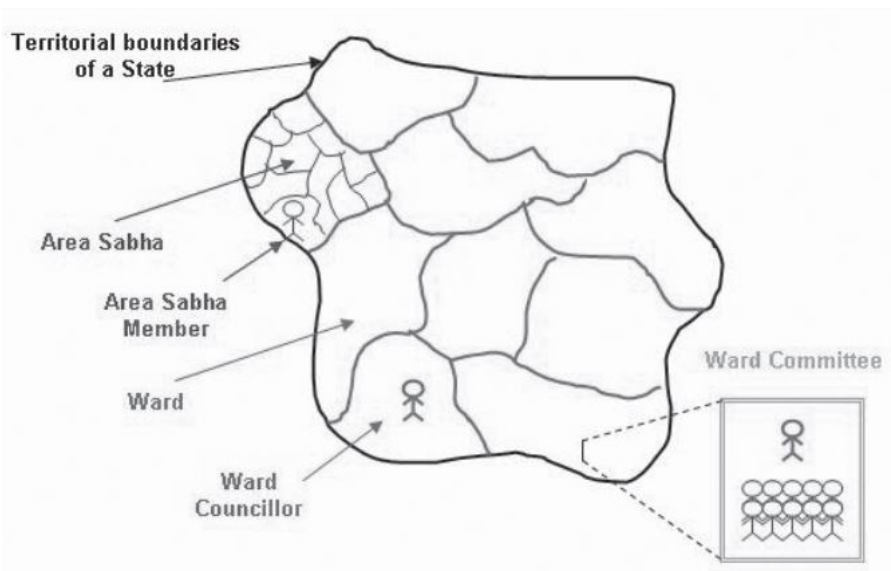 Territorial boundaries
of a State
Area Sabha
Area Sabha
Member
Ward
Ward
Councillor
Ward Committee